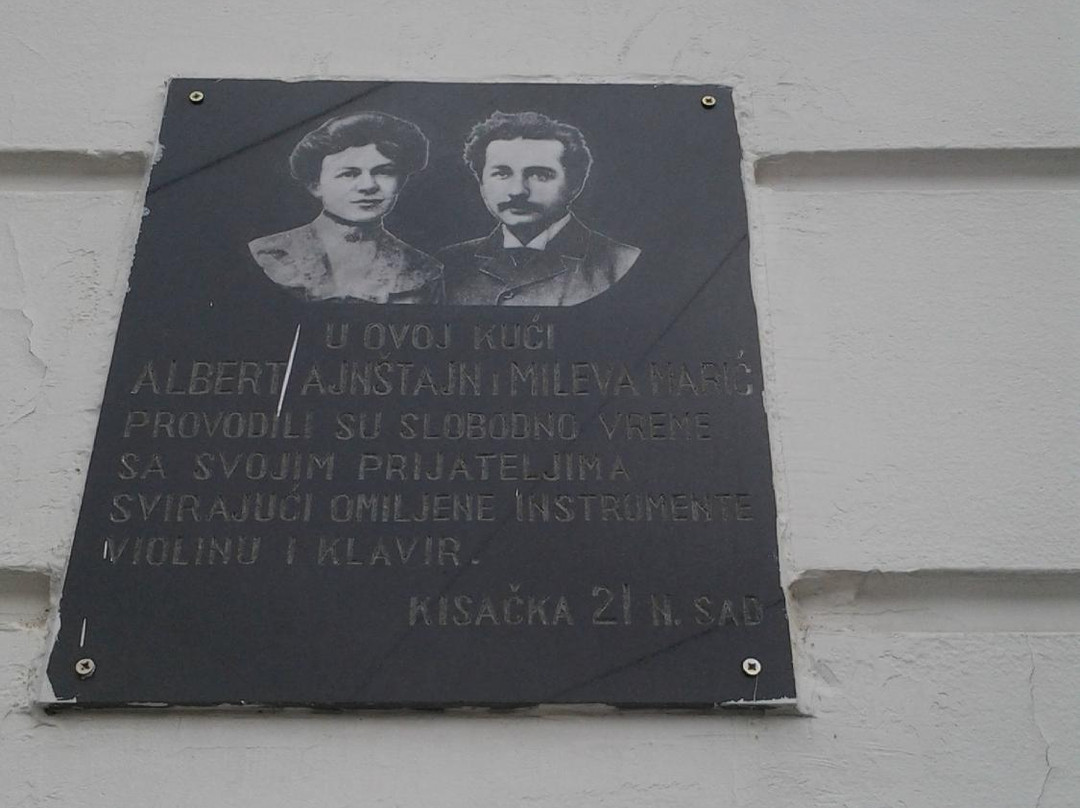 U OVOJ KUĆI
ALBERT AJNŠTAJN i MILEVA MARIĆ
PROVODILI SU SLOBODNO VREME
SA SVOJIM PRIJATELJIMA
SVIRAJUĆI OMILJENE INSTRUMENTE
VIOLINU I KLAVIR.
KISAČKA 21 N. SAD